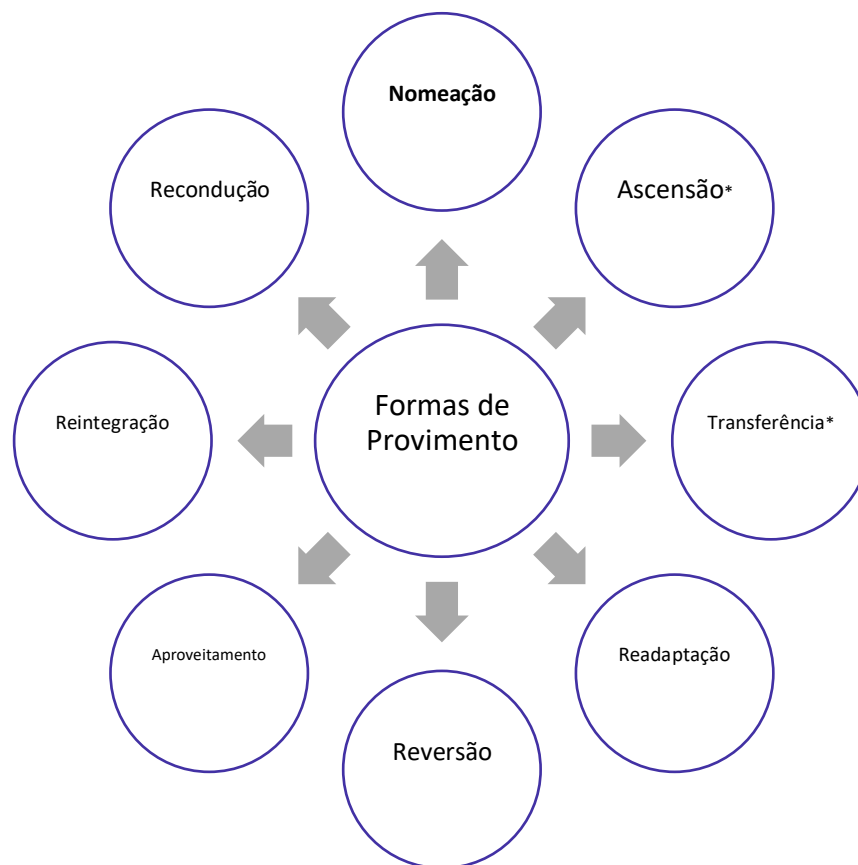 Nomeação
Recondução
Ascensão*
Formas de
Provimento
Reintegração
Transferência*
Aproveitamento
Readaptação
Reversão